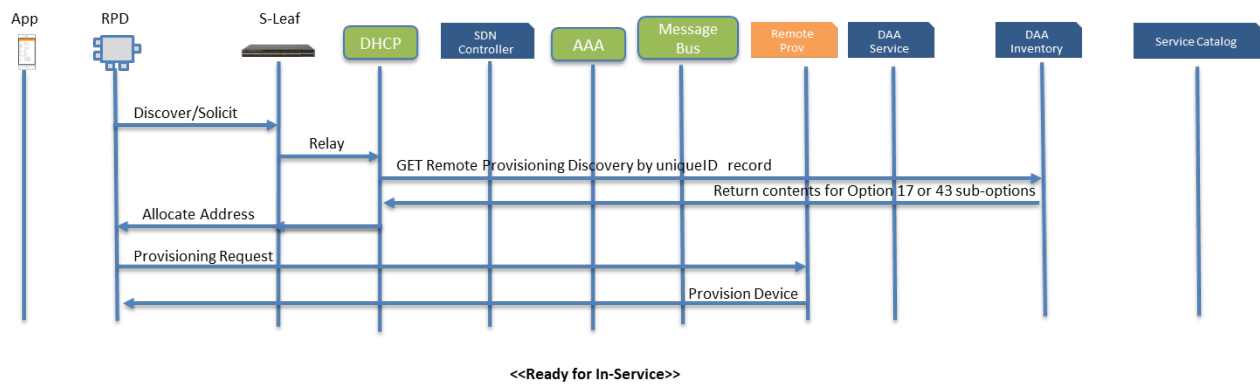 App
RPD
S-Leaf
DHCP
SDN
Controller
AAA
Message
Bus
Remote
Prov
DAA
Service
DAA
Inventory
Service Catalog
Discover/Solicit
Relay
GET Remote Provisioning Discovery by uniqueID record
Return contents for Option 17 or 43 sub-options
Allocate Address
Provisioning Request
Provision Device
<<Ready for In-Service>>